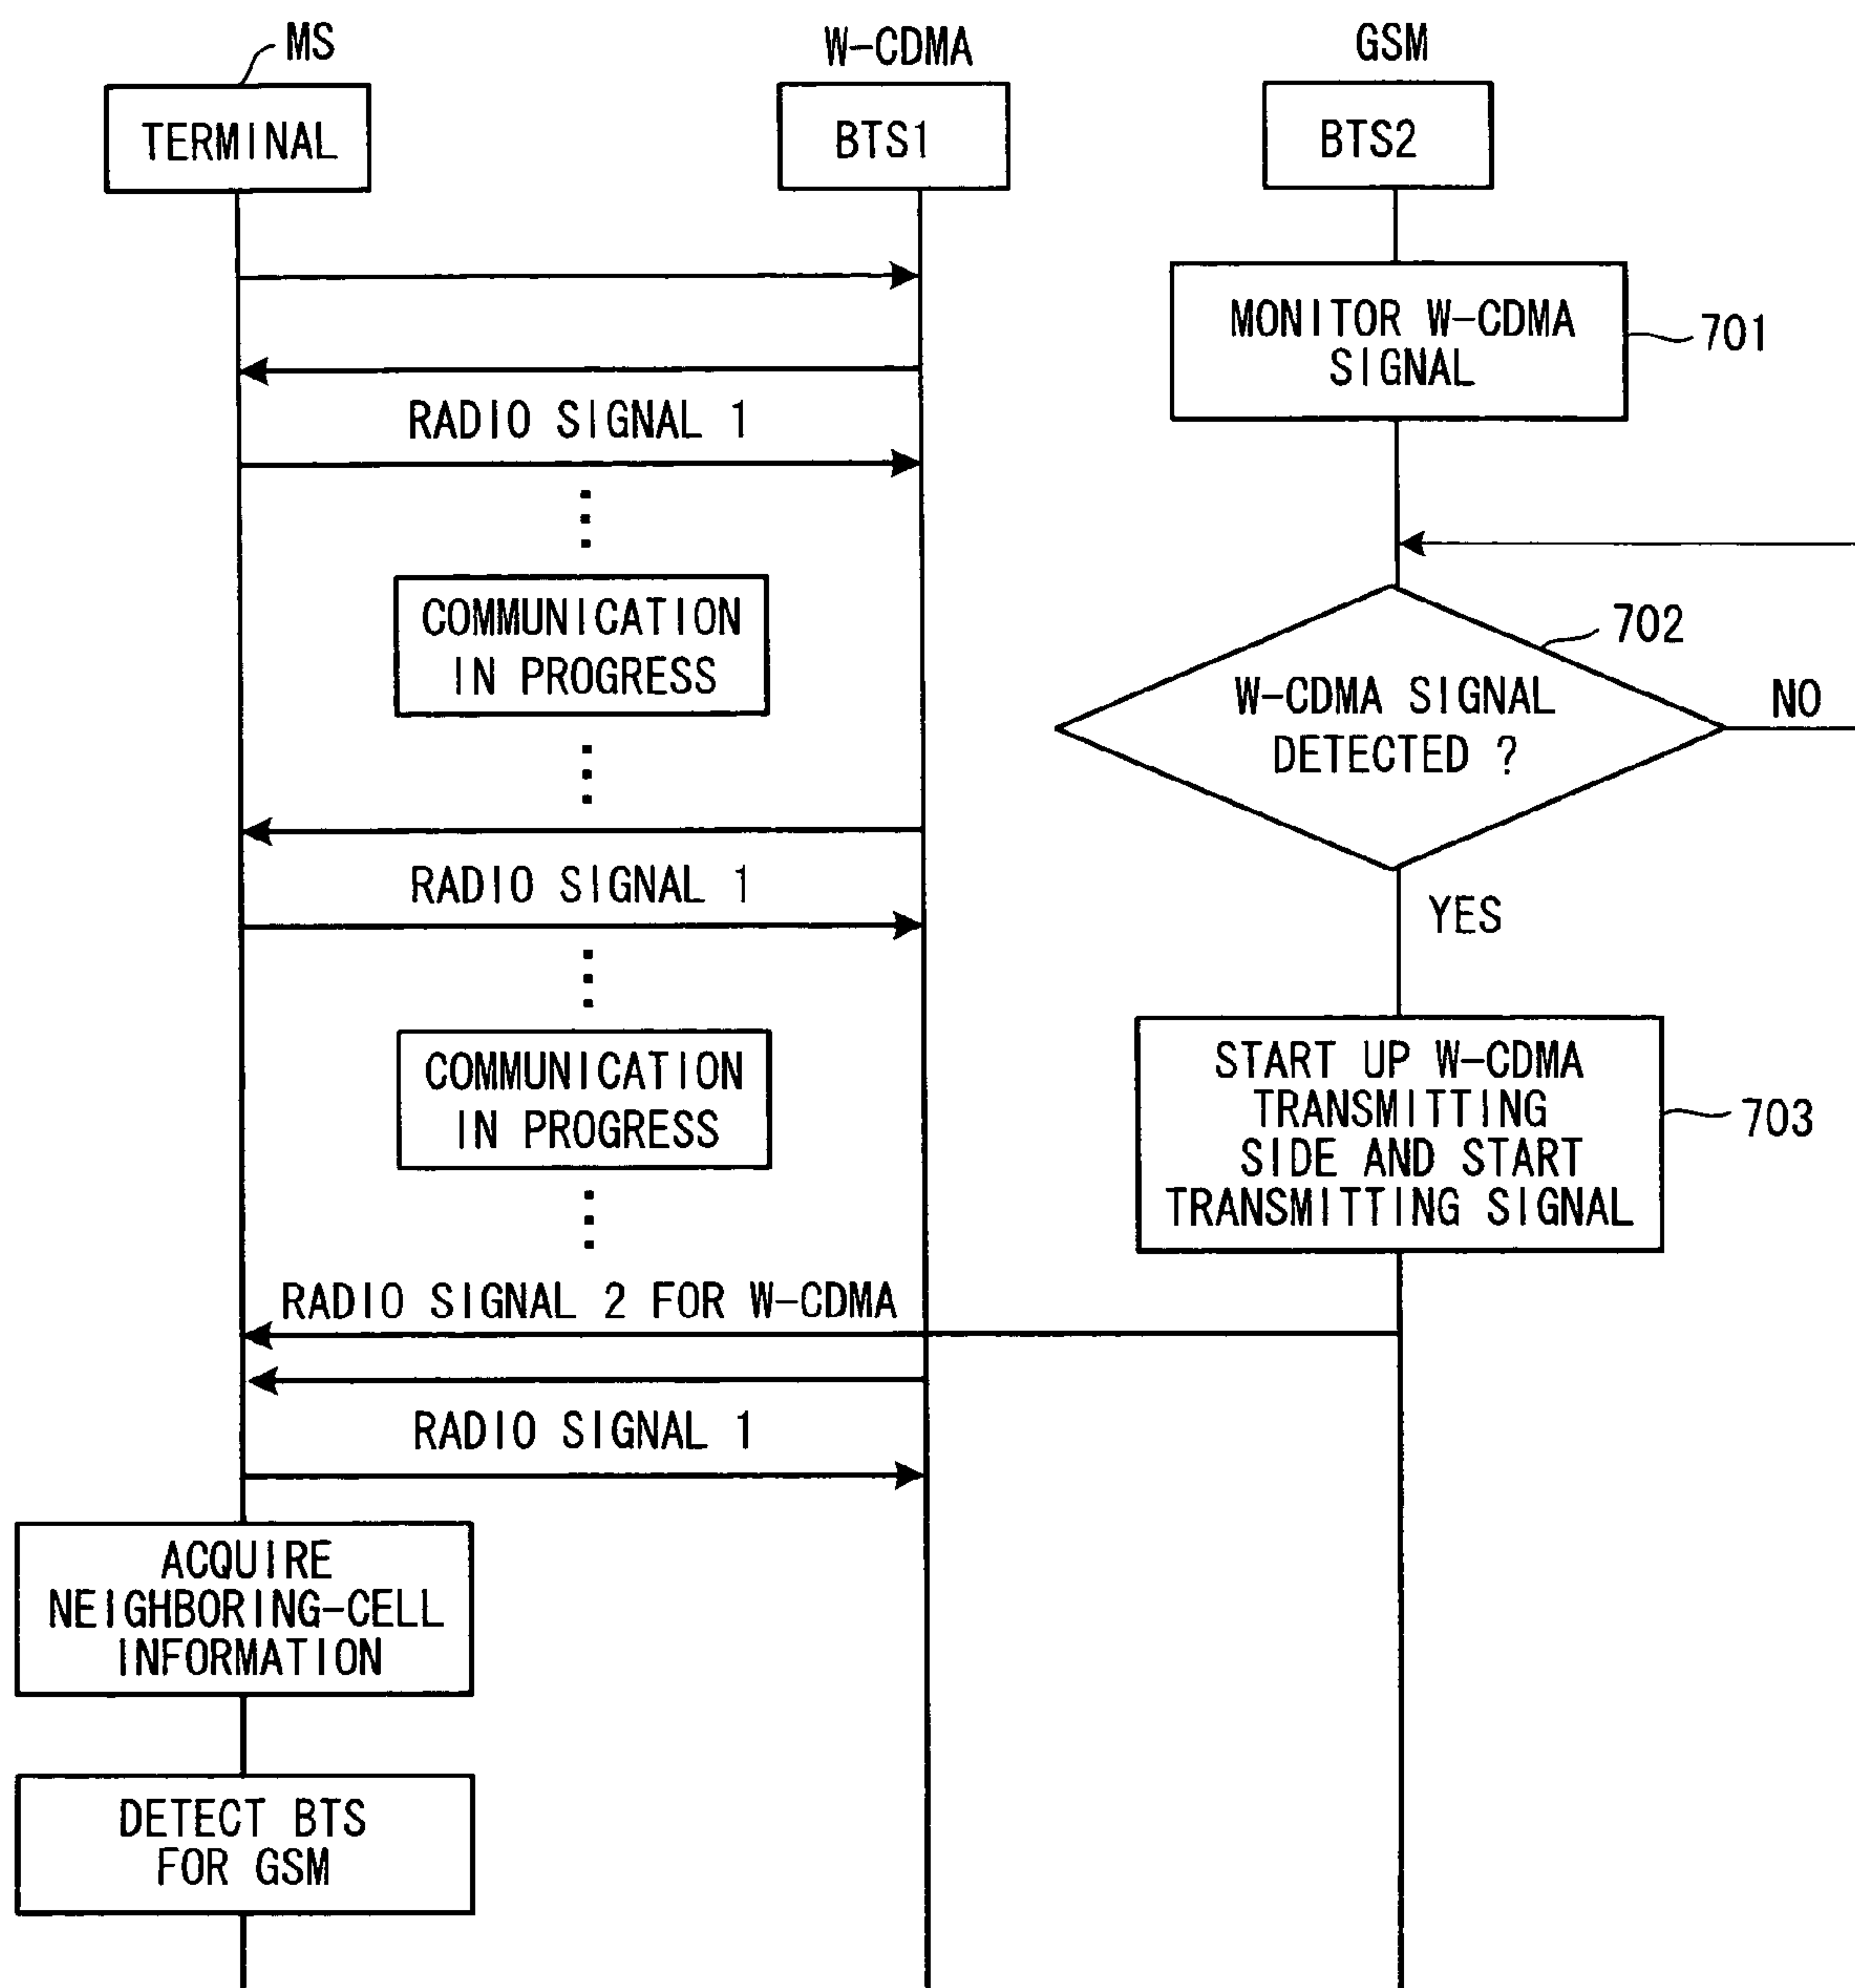 MS
W-CDMA
GSM
TERMINAL
BTS1
BTS2
MONITOR W-CDMA
SIGNAL
701
RADIO SIGNAL 1
COMMUNICATION
IN PROGRESS
702
W-CDMA SIGNAL
DETECTED ?
NO
RADIO SIGNAL 1
YES
COMMUNICATION
IN PROGRESS
START UP W-CDMA
TRANSMITTING
SIDE AND START
TRANSMITTING SIGNAL
703
RADIO SIGNAL 2 FOR W-CDMA
RADIO SIGNAL 1
ACQUIRE
NEIGHBORING-CELL
INFORMATION
DETECT BTS
FOR GSM